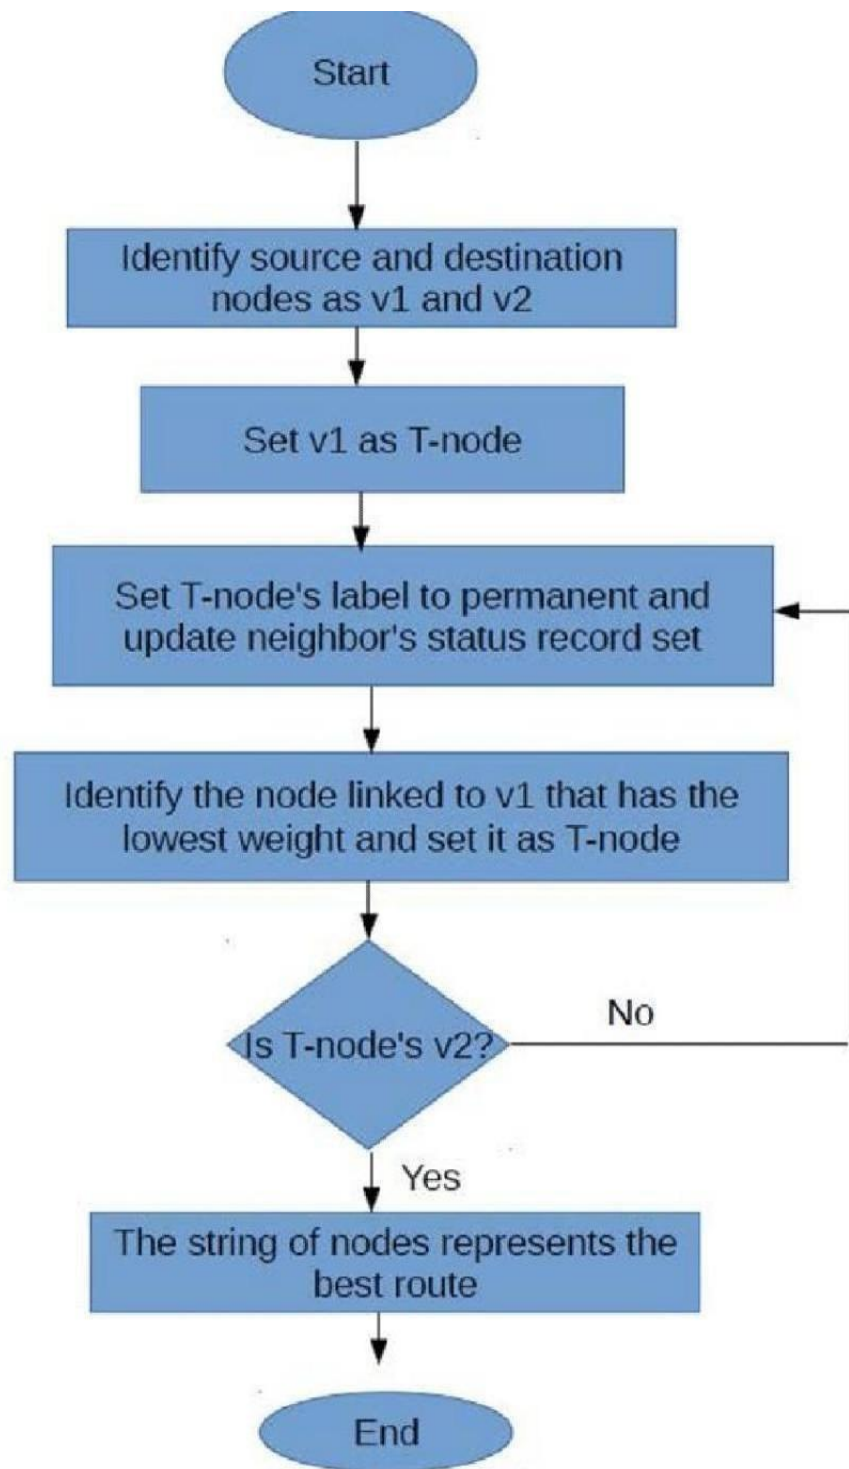 Start
Identify source and destination
nodes as v1 and v2
Set v1 as T-node
Set T-node's label to permanent and
update neighbor's status record set
Identify the node linked to v1 that has the
lowest weight and set it as T-node
Is T-node's v2?
No
Yes
The string of nodes represents the
best route
End